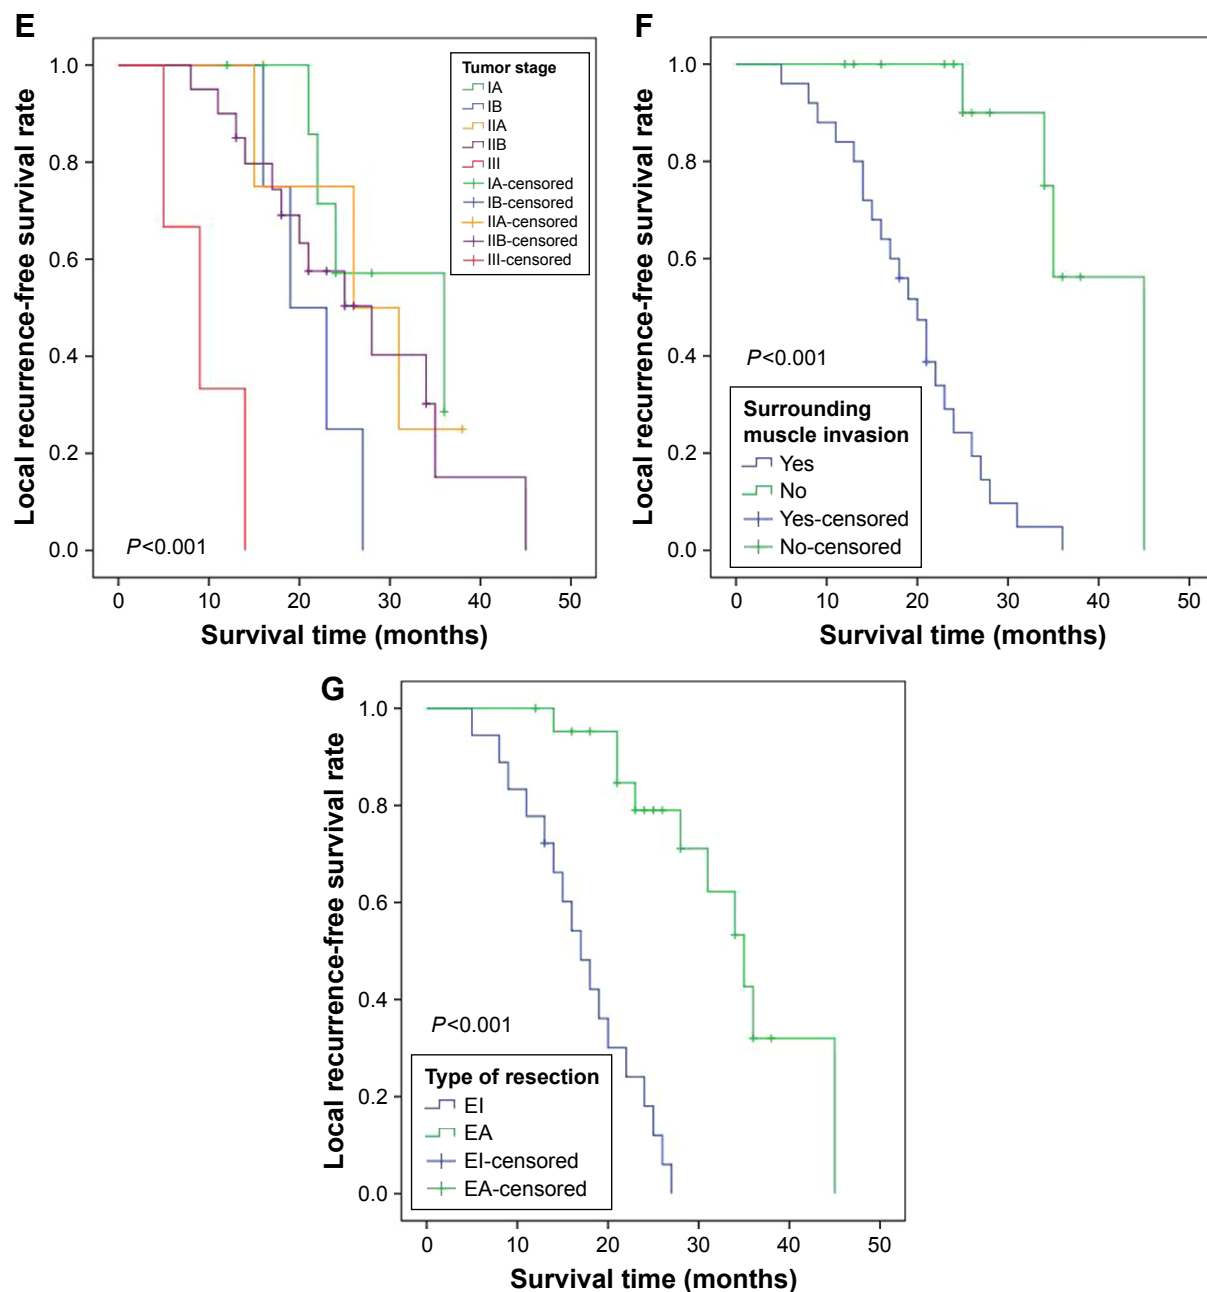 E
Local recurrence-free survival rate
1.0
0.8
0.6
0.4
0.2
0.0
Tumor stage
IA
IB
IIA
IIB
III
IA-censored
IB-censored
IIA-censored
IIB-censored
III-censored
P<0.001
0 10 20 30 40 50
Survival time (months)
F
Local recurrence-free survival rate
1.0
0.8
0.6
0.4
0.2
0.0
P<0.001
Surrounding
muscle invasion
Yes
No
Yes-censored
No-censored
0 10 20 30 40 50
Survival time (months)
G
Local recurrence-free survival rate
1.0
0.8
0.6
0.4
0.2
0.0
P<0.001
Type of resection
EI
EA
EI-censored
EA-censored
0 10 20 30 40 50
Survival time (months)